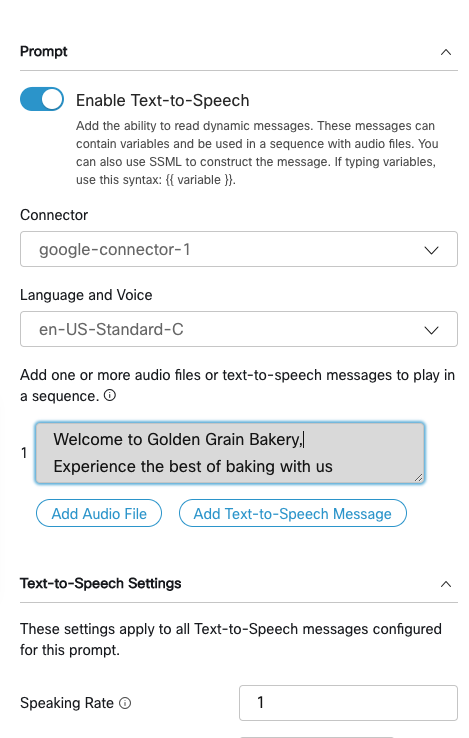 Prompt
Enable Text-to-Speech
Add the ability to read dynamic messages. These messages can
contain variables and be used in a sequence with audio files. You
can also use SSML to construct the message. If typing variables,
use this syntax: {{ variable }}.
Connector
google-connector-1
Language and Voice
en-US-Standard-C
Add one or more audio files or text-to-speech messages to play in
a sequence.
1
Welcome to Golden Grain Bakery,
Experience the best of baking with us
Add Audio File
Add Text-to-Speech Message
Text-to-Speech Settings
These settings apply to all Text-to-Speech messages configured
for this prompt.
Speaking Rate
1